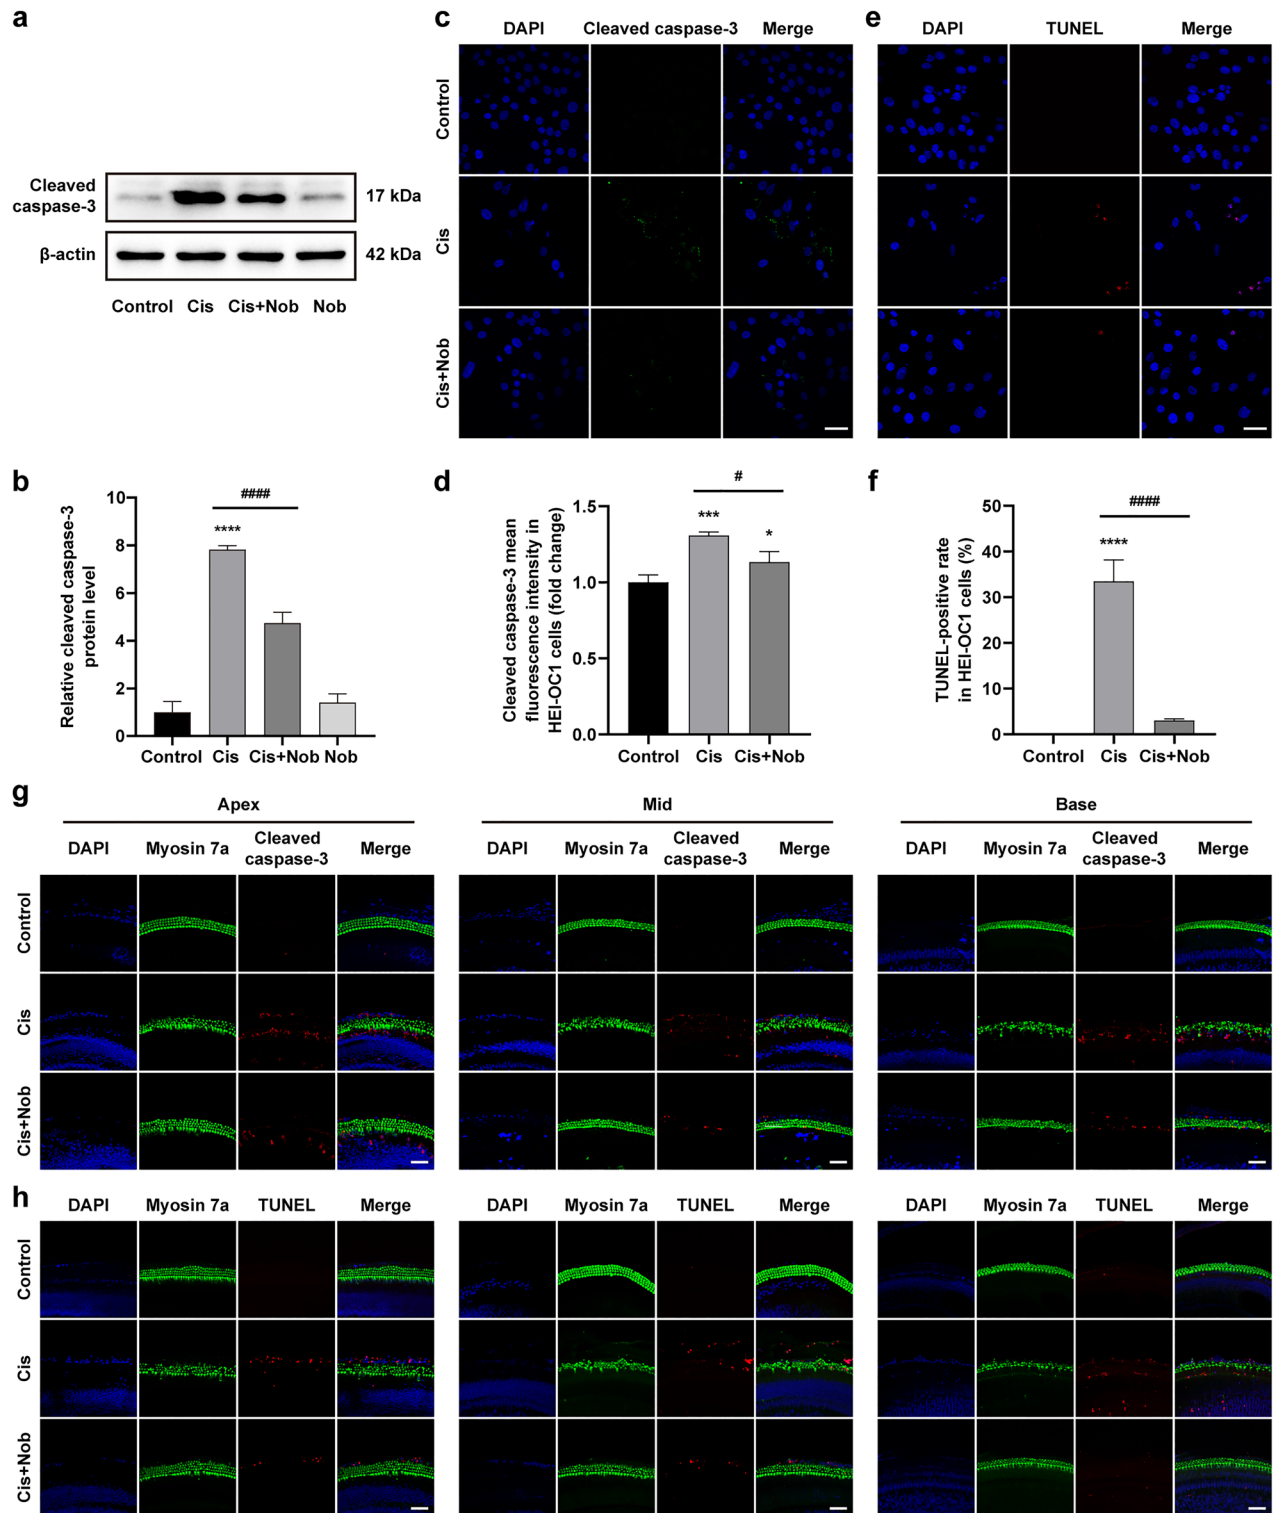 a
Cleaved
caspase-3
17 kDa
β-actin
42 kDa
Control Cis Cis+Nob Nob
c
DAPI Cleaved caspase-3 Merge
Control
Cis
Cis+Nob
e
DAPI TUNEL Merge
b
Relative cleaved caspase-3
protein level
10
8
6
4
2
0
####
****
Control Cis Cis+Nob Nob
d
Cleaved caspase-3 mean
fluorescence intensity in
HEI-OC1 cells (fold change)
1.5
1.0
0.5
0.0
#
***
*
Control Cis Cis+Nob
f
TUNEL-positive rate
in HEI-OC1 cells (%)
50
40
30
20
10
0
####
****
Control Cis Cis+Nob
g
Apex Mid Base
DAPI Myosin 7a Cleaved
caspase-3 Merge
DAPI Myosin 7a Cleaved
caspase-3 Merge
DAPI Myosin 7a Cleaved
caspase-3 Merge
Control
Cis
Cis+Nob
h
DAPI Myosin 7a TUNEL Merge
DAPI Myosin 7a TUNEL Merge
DAPI Myosin 7a TUNEL Merge
Control
Cis
Cis+Nob